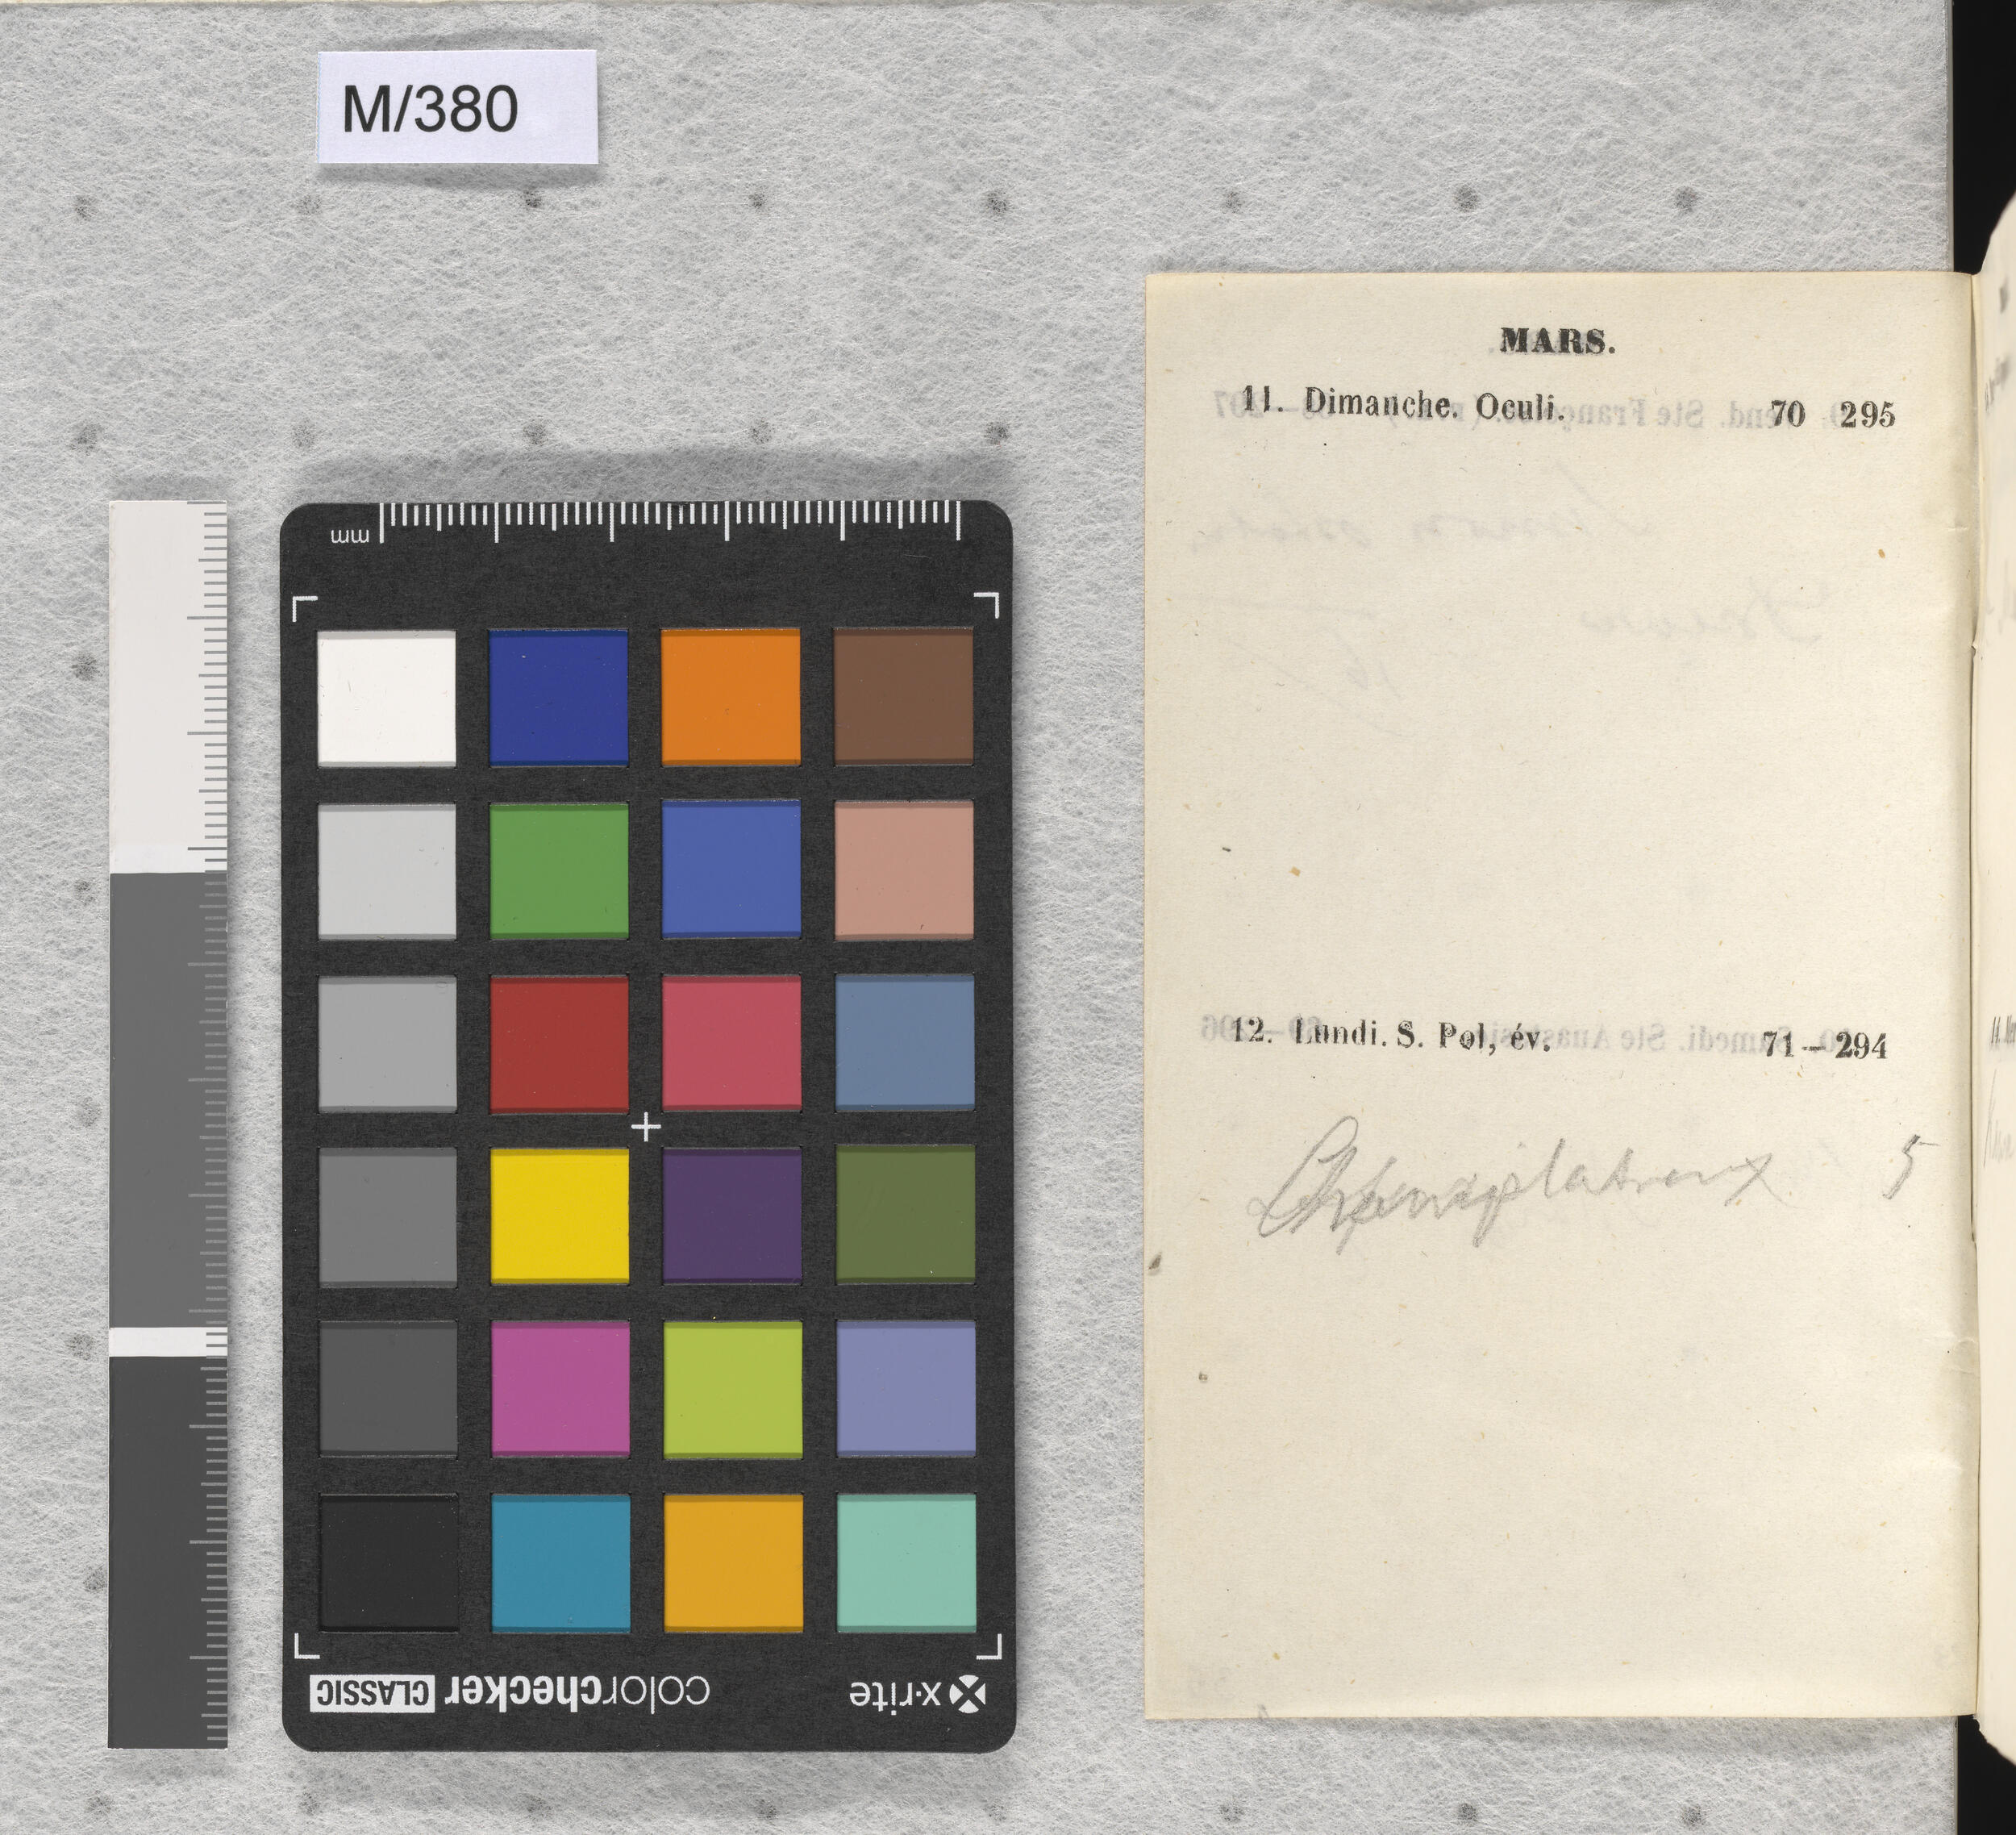 M/380
mm
MARS.
11. Dimanche. Oculi. 70 295
12. Lundi. S. Pol, év. 71-294
5
x·rite colorchecker CLASSIC